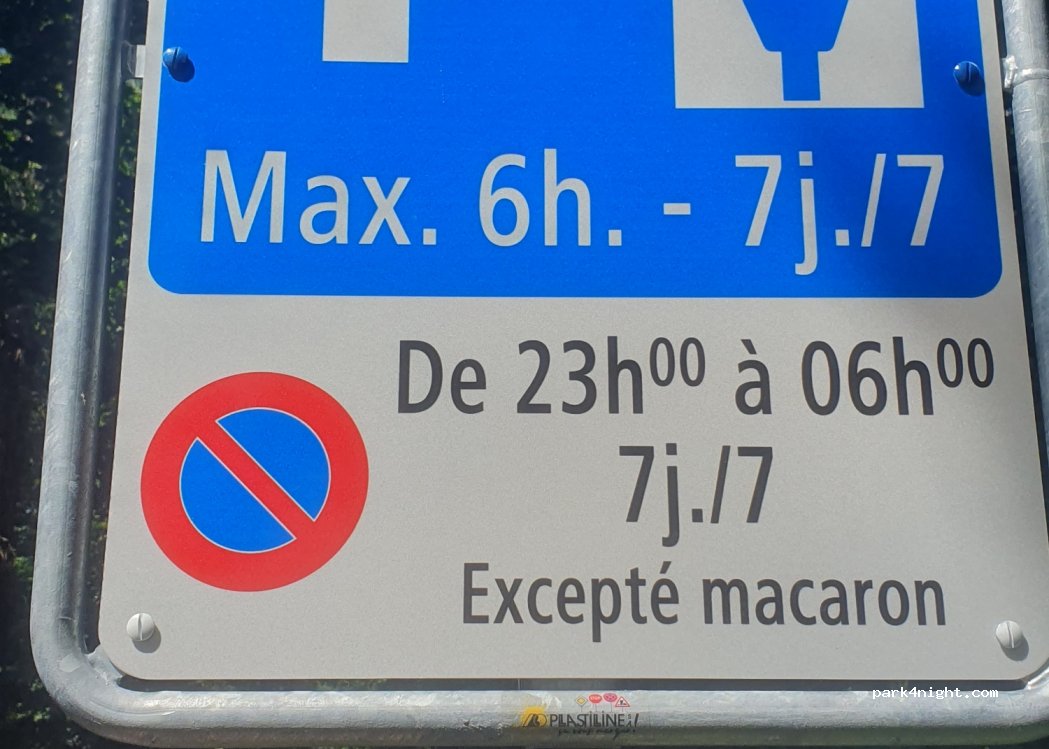 Max. 6h. - 7j./7
De 23h00 à 06h00
7j./7
Excepté macaron
park4night.com
PLASTILINE